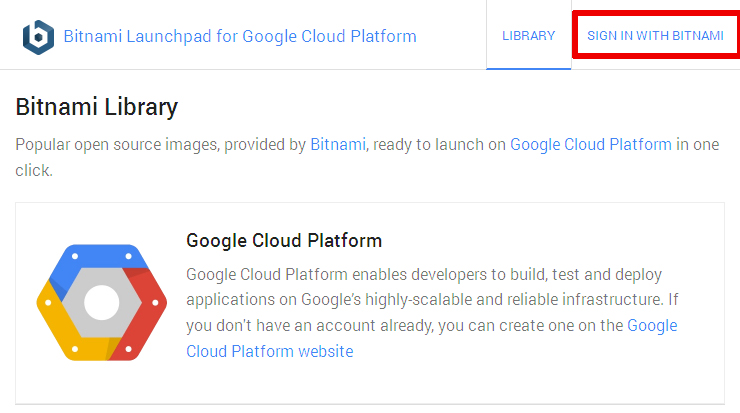 Bitnami Launchpad for Google Cloud Platform LIBRARY SIGN IN WITH BITNAMI
Bitnami Library
Popular open source images, provided by Bitnami, ready to launch on Google Cloud Platform in one
click.
Google Cloud Platform
Google Cloud Platform enables developers to build, test and deploy
applications on Google's highly-scalable and reliable infrastructure. If
you don't have an account already, you can create one on the Google
Cloud Platform website